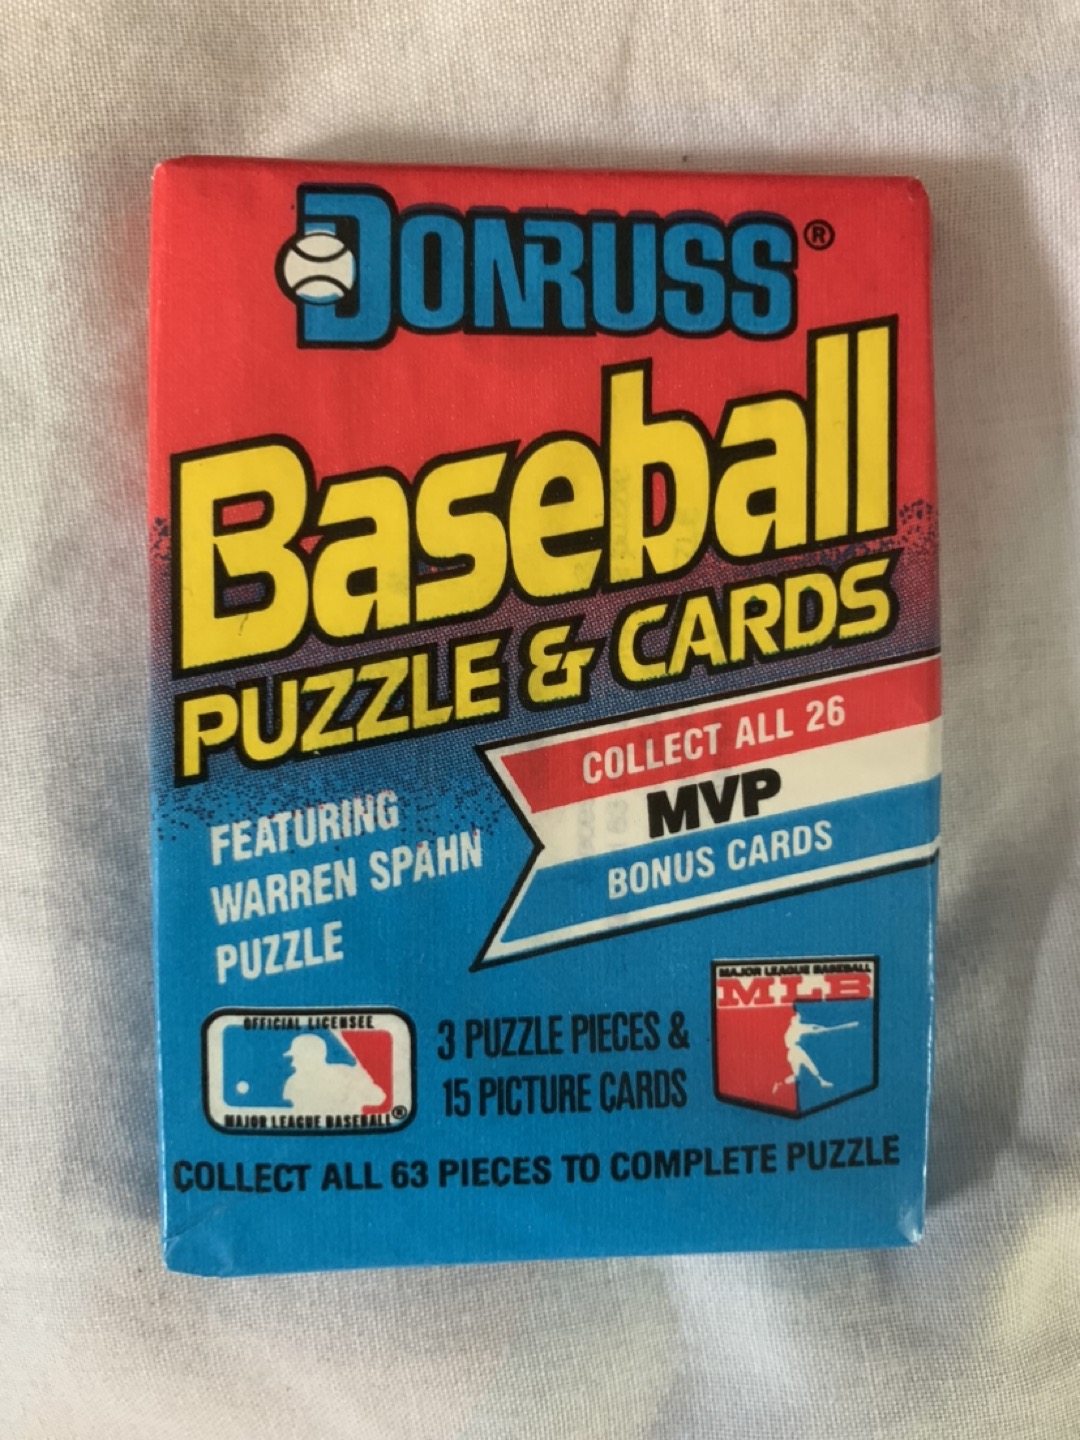 DONRUSS®
Baseball
PUZZLE & CARDS
COLLECT ALL 26
MVP
BONUS CARDS
FEATURING
WARREN SPAHN
PUZZLE
OFFICIAL LICENSEE
MAJOR LEAGUE BASEBALL®
3 PUZZLE PIECES &
15 PICTURE CARDS
MAJOR LEAGUE BASEBALL
MLB
COLLECT ALL 63 PIECES TO COMPLETE PUZZLE